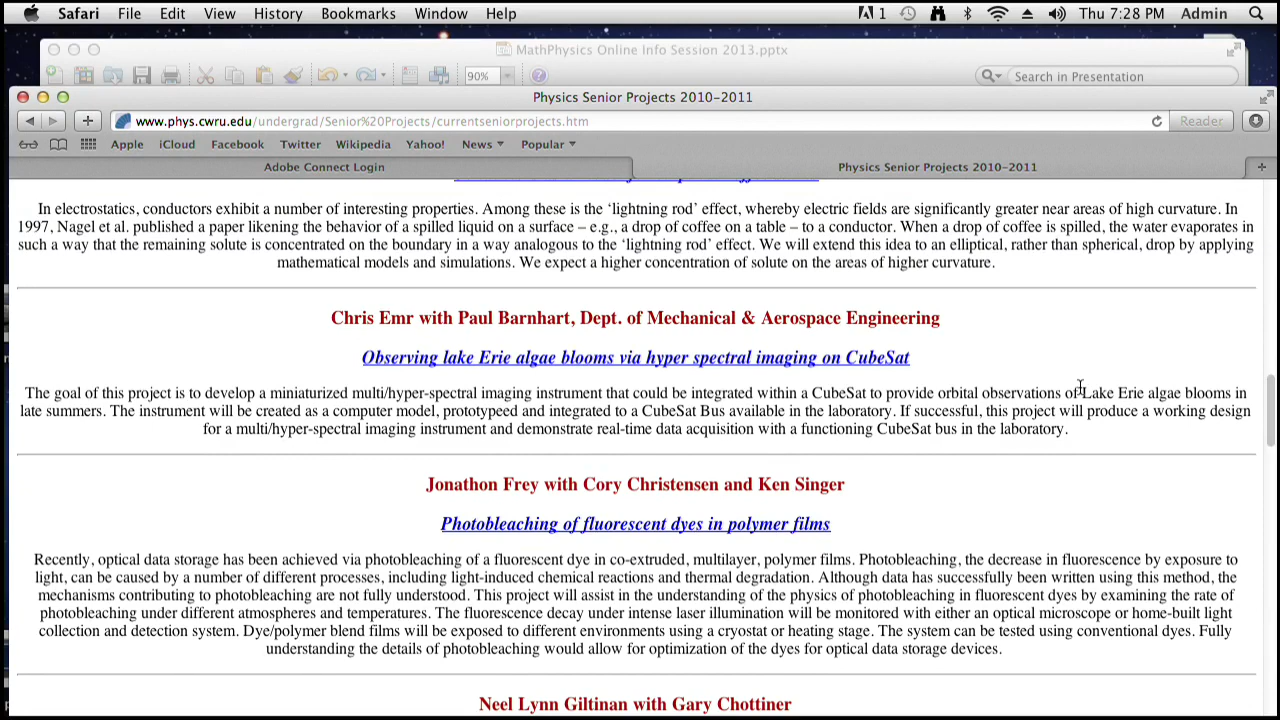 Safari File Edit View History Bookmarks Window Help 1 Thu 7:28 PM Admin
MathPhysics Online Info Session 2013.pptx
90% Search in Presentation
Physics Senior Projects 2010-2011
www.phys.cwru.edu/undergrad/Senior%20Projects/currentseniorprojects.htm Reader
Apple iCloud Facebook Twitter Wikipedia Yahoo! News Popular
Adobe Connect Login Physics Senior Projects 2010-2011
In electrostatics, conductors exhibit a number of interesting properties. Among these is the ‘lightning rod’ effect, whereby electric fields are significantly greater near areas of high curvature. In
1997, Nagel et al. published a paper likening the behavior of a spilled liquid on a surface – e.g., a drop of coffee on a table – to a conductor. When a drop of coffee is spilled, the water evaporates in
such a way that the remaining solute is concentrated on the boundary in a way analogous to the ‘lightning rod’ effect. We will extend this idea to an elliptical, rather than spherical, drop by applying
mathematical models and simulations. We expect a higher concentration of solute on the areas of higher curvature.
Chris Emr with Paul Barnhart, Dept. of Mechanical & Aerospace Engineering
Observing lake Erie algae blooms via hyper spectral imaging on CubeSat
The goal of this project is to develop a miniaturized multi/hyper-spectral imaging instrument that could be integrated within a CubeSat to provide orbital observations of Lake Erie algae blooms in
late summers. The instrument will be created as a computer model, prototypeed and integrated to a CubeSat Bus available in the laboratory. If successful, this project will produce a working design
for a multi/hyper-spectral imaging instrument and demonstrate real-time data acquisition with a functioning CubeSat bus in the laboratory.
Jonathon Frey with Cory Christensen and Ken Singer
Photobleaching of fluorescent dyes in polymer films
Recently, optical data storage has been achieved via photobleaching of a fluorescent dye in co-extruded, multilayer, polymer films. Photobleaching, the decrease in fluorescence by exposure to
light, can be caused by a number of different processes, including light-induced chemical reactions and thermal degradation. Although data has successfully been written using this method, the
mechanisms contributing to photobleaching are not fully understood. This project will assist in the understanding of the physics of photobleaching in fluorescent dyes by examining the rate of
photobleaching under different atmospheres and temperatures. The fluorescence decay under intense laser illumination will be monitored with either an optical microscope or home-built light
collection and detection system. Dye/polymer blend films will be exposed to different environments using a cryostat or heating stage. The system can be tested using conventional dyes. Fully
understanding the details of photobleaching would allow for optimization of the dyes for optical data storage devices.
Neel Lynn Giltinan with Gary Chottiner